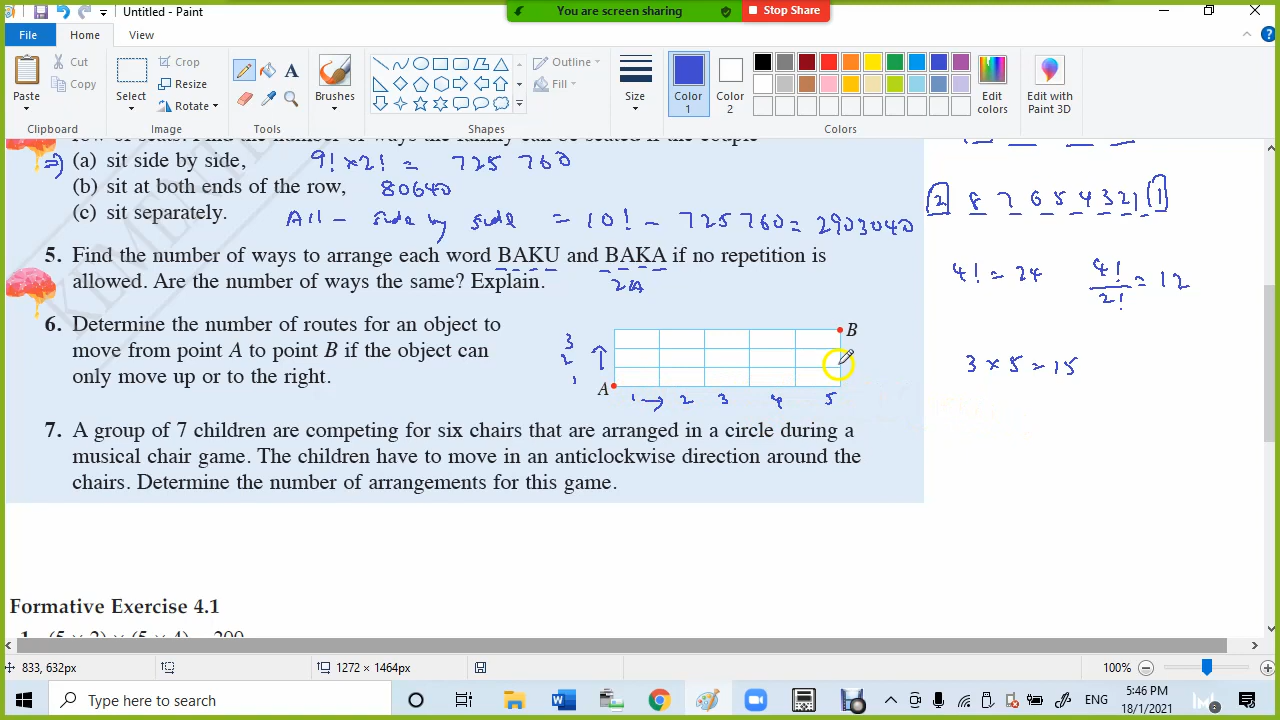 Untitled - Paint
You are screen sharing
Stop Share
File
Home
View
Cut
Copy
Paste
Clipboard
Crop
Resize
Rotate
Select
Image
Tools
Brushes
Outline
Fill
Shapes
Size
Color 1
Color 2
Edit colors
Edit with Paint 3D
Colors
(a) sit side by side, 9! x 2! = 725 760
(b) sit at both ends of the row, 80640
(c) sit separately. All - side by side = 10! - 725 760 = 2903040
2 8 7 6 5 4 3 2 1 1
5. Find the number of ways to arrange each word BAKU and BAKA if no repetition is
allowed. Are the number of ways the same? Explain.
2A
4! = 24
4!
2!
= 12
6. Determine the number of routes for an object to
move from point A to point B if the object can
only move up or to the right.
B
3
2
1
A
1 2 3 4 5
3 x 5 = 15
7. A group of 7 children are competing for six chairs that are arranged in a circle during a
musical chair game. The children have to move in an anticlockwise direction around the
chairs. Determine the number of arrangements for this game.
Formative Exercise 4.1
833, 632px
1272 × 1464px
100%
Type here to search
ENG
5:46 PM
18/1/2021